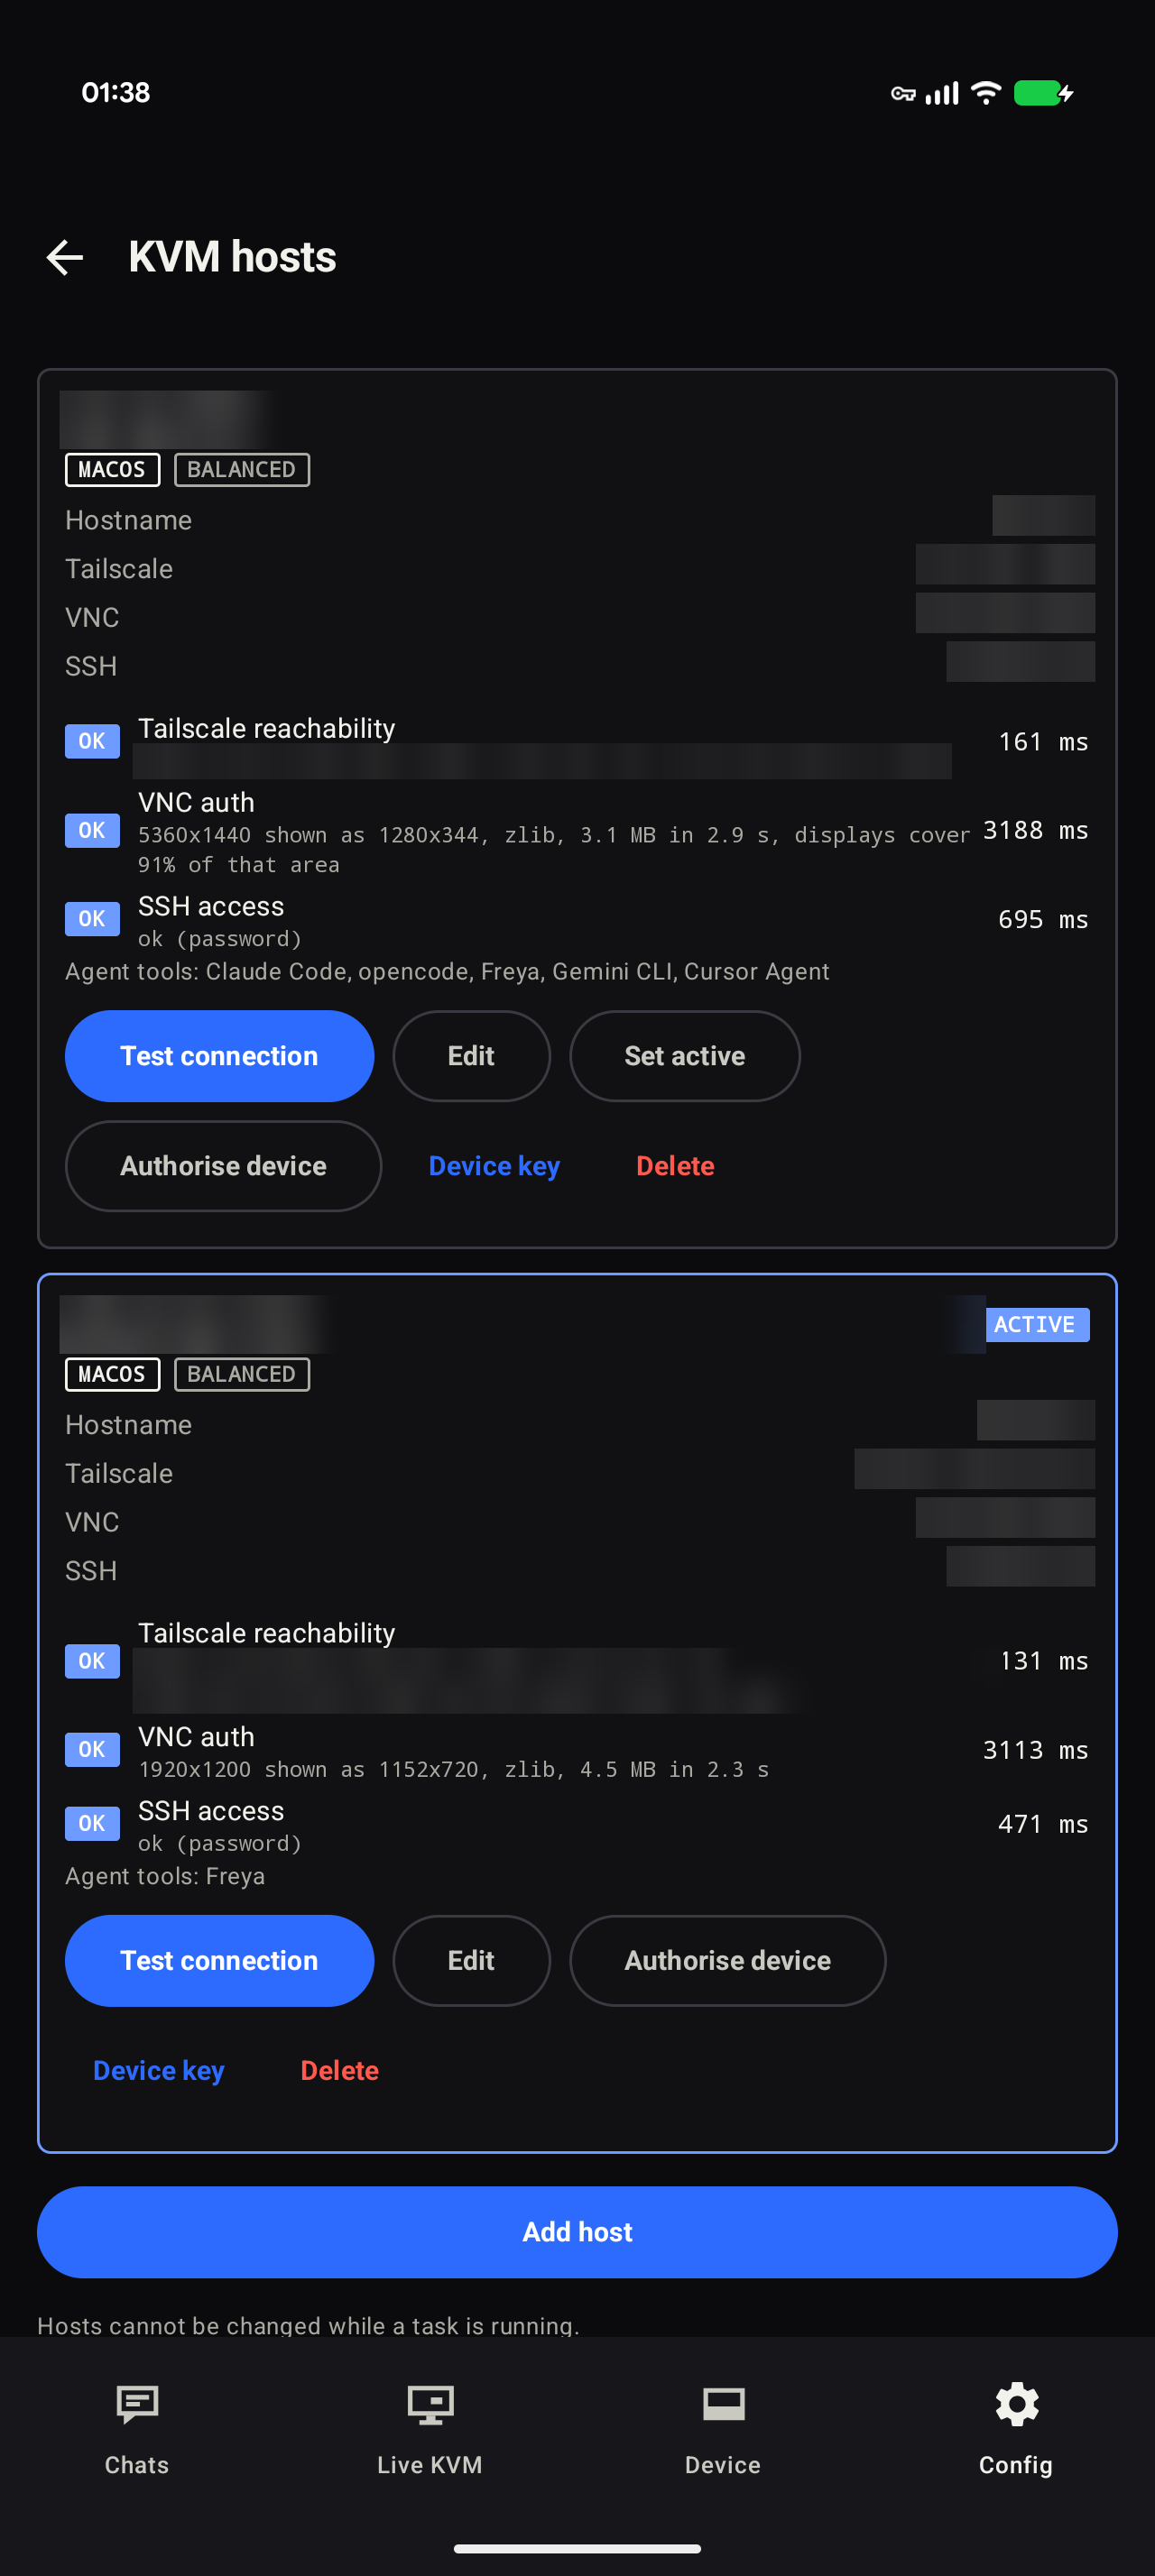 01:38
KVM hosts
MACOS BALANCED
Hostname
Tailscale
VNC
SSH
OK Tailscale reachability 161 ms
OK VNC auth 3188 ms
5360x1440 shown as 1280x344, zlib, 3.1 MB in 2.9 s, displays cover
91% of that area
OK SSH access 695 ms
ok (password)
Agent tools: Claude Code, opencode, Freya, Gemini CLI, Cursor Agent
Test connection Edit Set active
Authorise device Device key Delete
ACTIVE
MACOS BALANCED
Hostname
Tailscale
VNC
SSH
OK Tailscale reachability 131 ms
OK VNC auth 3113 ms
1920x1200 shown as 1152x720, zlib, 4.5 MB in 2.3 s
OK SSH access 471 ms
ok (password)
Agent tools: Freya
Test connection Edit Authorise device
Device key Delete
Add host
Hosts cannot be changed while a task is running.
Chats Live KVM Device Config